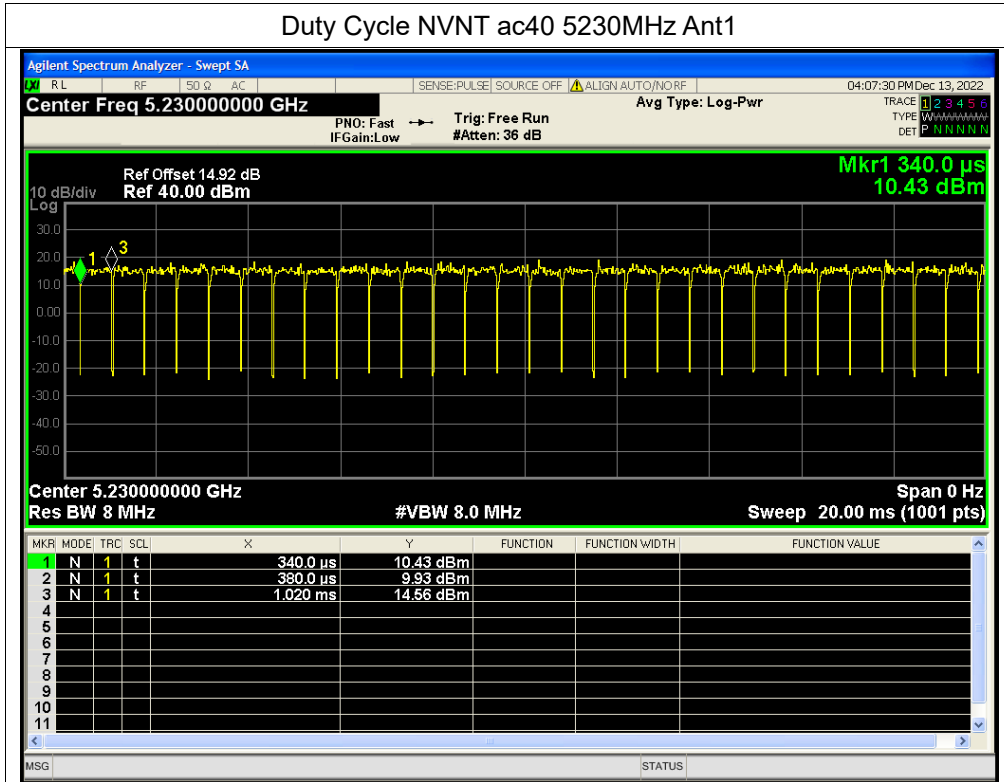 Duty Cycle NVNT ac40 5230MHz Ant1
Agilent Spectrum Analyzer - Swept SA
LXI RL RF 50 Ω AC SENSE:PULSE SOURCE OFF ALIGN AUTO/NO RF 04:07:30 PM Dec 13, 2022
Center Freq 5.230000000 GHz Avg Type: Log-Pwr TRACE 1 2 3 4 5 6
PNO: Fast Trig: Free Run TYPE WWWWWW
IFGain:Low #Atten: 36 dB DET P N N N N N
Mkr1 340.0 µs
Ref Offset 14.92 dB 10.43 dBm
10 dB/div Ref 40.00 dBm
Log
30.0
20.0
10.0
0.00
-10.0
-20.0
-30.0
-40.0
-50.0
1 3
Center 5.230000000 GHz Span 0 Hz
Res BW 8 MHz #VBW 8.0 MHz Sweep 20.00 ms (1001 pts)
MKR MODE TRC SCL X Y FUNCTION FUNCTION WIDTH FUNCTION VALUE
1 N 1 t 340.0 µs 10.43 dBm
2 N 1 t 380.0 µs 9.93 dBm
3 N 1 t 1.020 ms 14.56 dBm
4
5
6
7
8
9
10
11
MSG STATUS